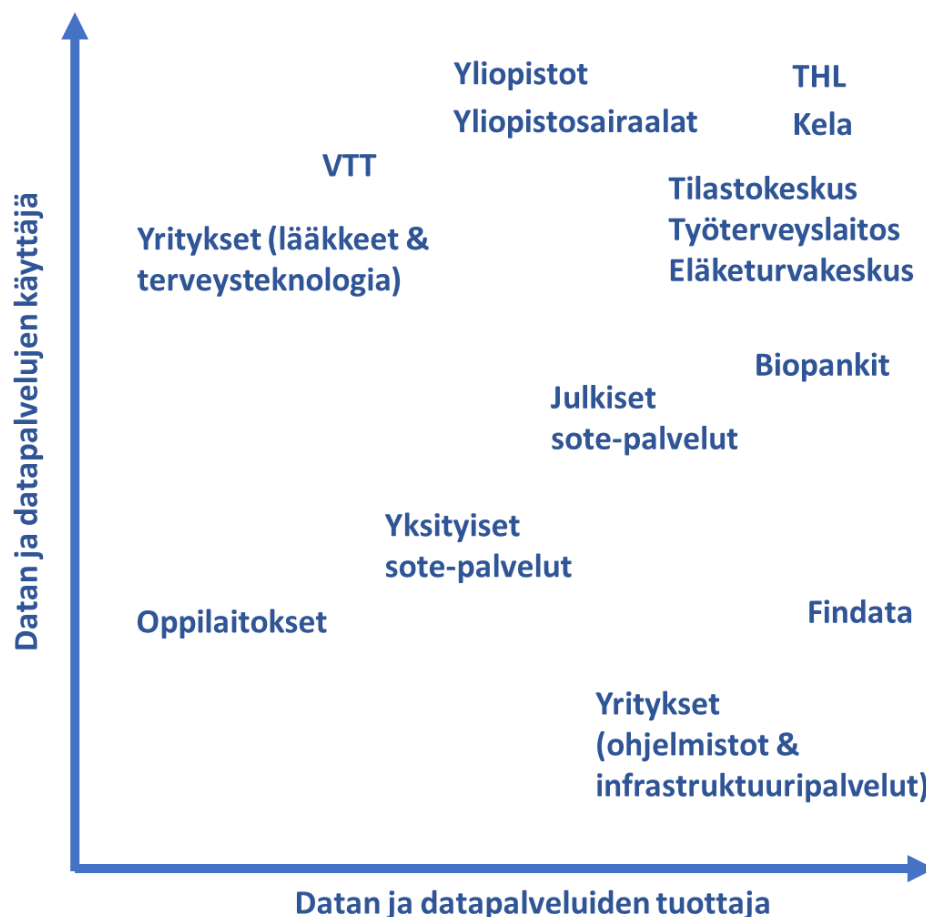 Yliopistot
Yliopistosairaalat
THL
Kela
VTT
Tilastokeskus
Työterveyslaitos
Eläketurvakeskus
Yritykset (lääkkeet &
terveysteknologia)
Biopankit
Julkiset
sote-palvelut
Yksityiset
sote-palvelut
Oppilaitokset
Findata
Yritykset
(ohjelmistot &
infrastruktuuripalvelut)
Datan ja datapalvelujen käyttäjä
Datan ja datapalveluiden tuottaja